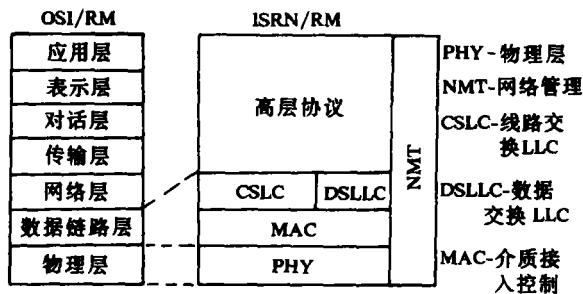 OSI/RM
ISRN/RM
应用层
表示层
对话层
传输层
网络层
数据链路层
物理层
高层协议
CSLC
DSLLC
MAC
PHY
NMT
PHY-物理层
NMT-网络管理
CSLC-线路交
换LLC
DSLLC-数据
交换 LLC
MAC-介质接
入控制